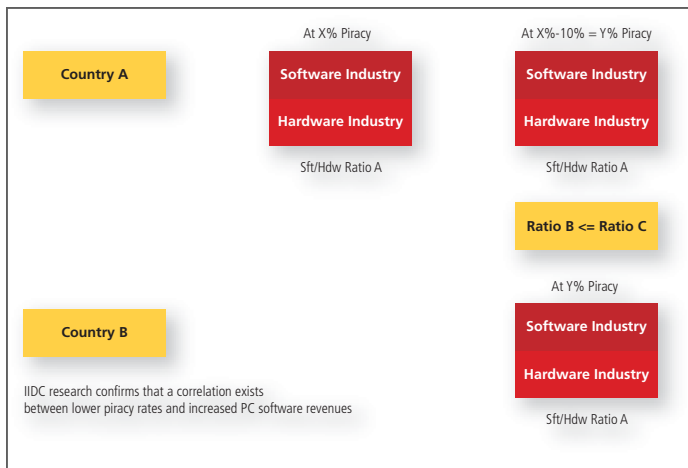 At X% Piracy
At X%-10% = Y% Piracy
Country A
Software Industry
Software Industry
Hardware Industry
Hardware Industry
Sft/Hdw Ratio A
Sft/Hdw Ratio A
Ratio B <= Ratio C
At Y% Piracy
Country B
Software Industry
Hardware Industry
IIDC research confirms that a correlation exists
between lower piracy rates and increased PC software revenues
Sft/Hdw Ratio A